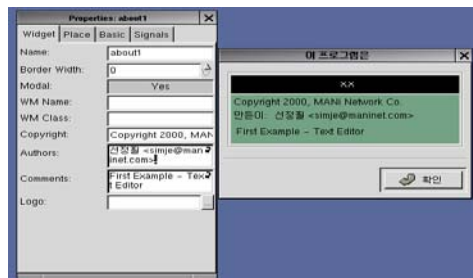 Properties: about1
Widget Place Basic Signals
Name: about1
Border Width: 0
Modal: Yes
WM Name:
WM Class:
Copyright: Copyright 2000, MAN
Authors: 선정필 <simje@man
inet.com>
Comments: First Example - Tex
t Editor
Logo: ...
이 프로그램은
XX
Copyright 2000, MANI Network Co.
만든이: 선정필 <simje@maninet.com>
First Example - Text Editor
확인